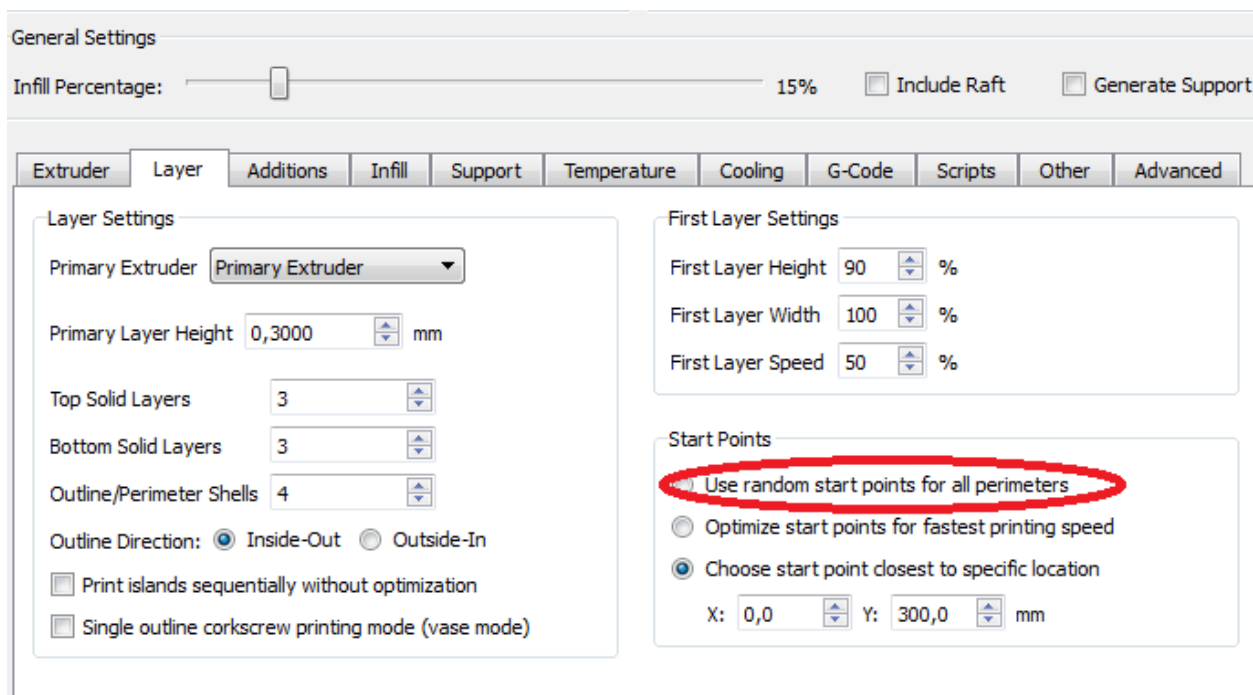 General Settings
Infill Percentage: 15% Include Raft Generate Support
Extruder Layer Additions Infill Support Temperature Cooling G-Code Scripts Other Advanced
Layer Settings
Primary Extruder Primary Extruder
Primary Layer Height 0,3000 mm
Top Solid Layers 3
Bottom Solid Layers 3
Outline/Perimeter Shells 4
Outline Direction: Inside-Out Outside-In
Print islands sequentially without optimization
Single outline corkscrew printing mode (vase mode)
First Layer Settings
First Layer Height 90 %
First Layer Width 100 %
First Layer Speed 50 %
Start Points
Use random start points for all perimeters
Optimize start points for fastest printing speed
Choose start point closest to specific location
X: 0,0 Y: 300,0 mm